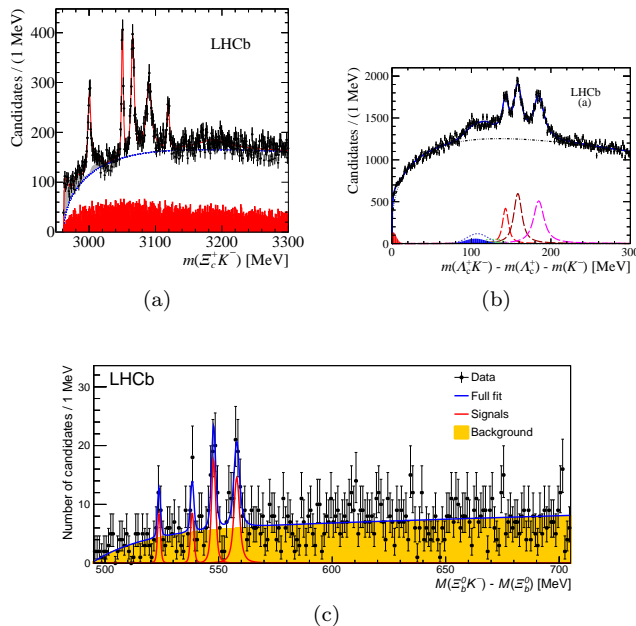 LHCb
Candidates / (1 MeV)
400
300
200
100
0
3000
3100
3200
3300
m(Ξc+K−) [MeV]
(a)
LHCb
(a)
Candidates / (1 MeV)
2000
1500
1000
500
0
0
100
200
300
m(Λc+K−) - m(Λc+) - m(K−) [MeV]
(b)
LHCb
Data
Full fit
Signals
Background
Number of candidates / 1 MeV
30
20
10
0
500
550
600
650
700
M(Ξb0K−) - M(Ξb0) [MeV]
(c)